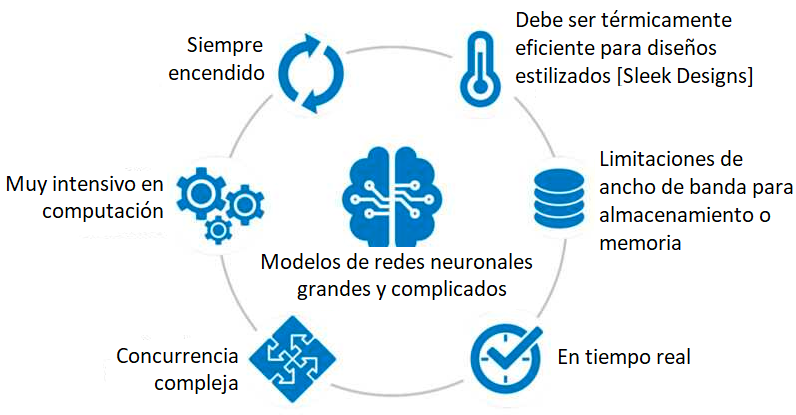 Siempre
encendido
Debe ser térmicamente
eficiente para diseños
estilizados [Sleek Designs]
Muy intensivo en
computación
Limitaciones de
ancho de banda para
almacenamiento o
memoria
Modelos de redes neuronales
grandes y complicados
Concurrencia
compleja
En tiempo real